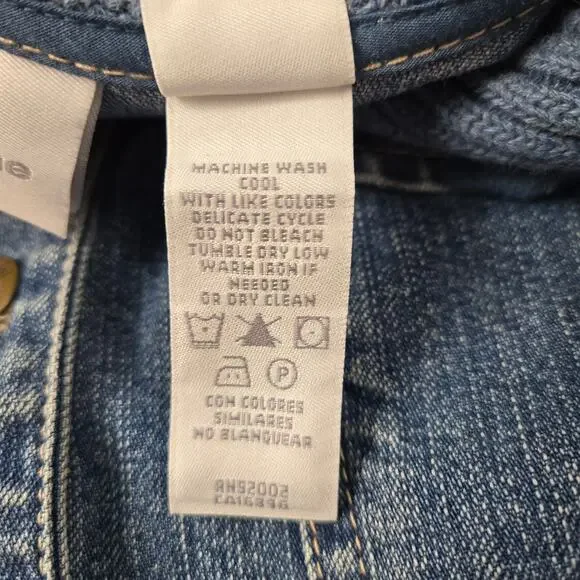 MACHINE WASH
COOL
WITH LIKE COLORS
DELICATE CYCLE
DO NOT BLEACH
TUMBLE DRY LOW
WARM IRON IF
NEEDED
OR DRY CLEAN
P
CON COLORES
SIMILARES
NO BLANQUEAR